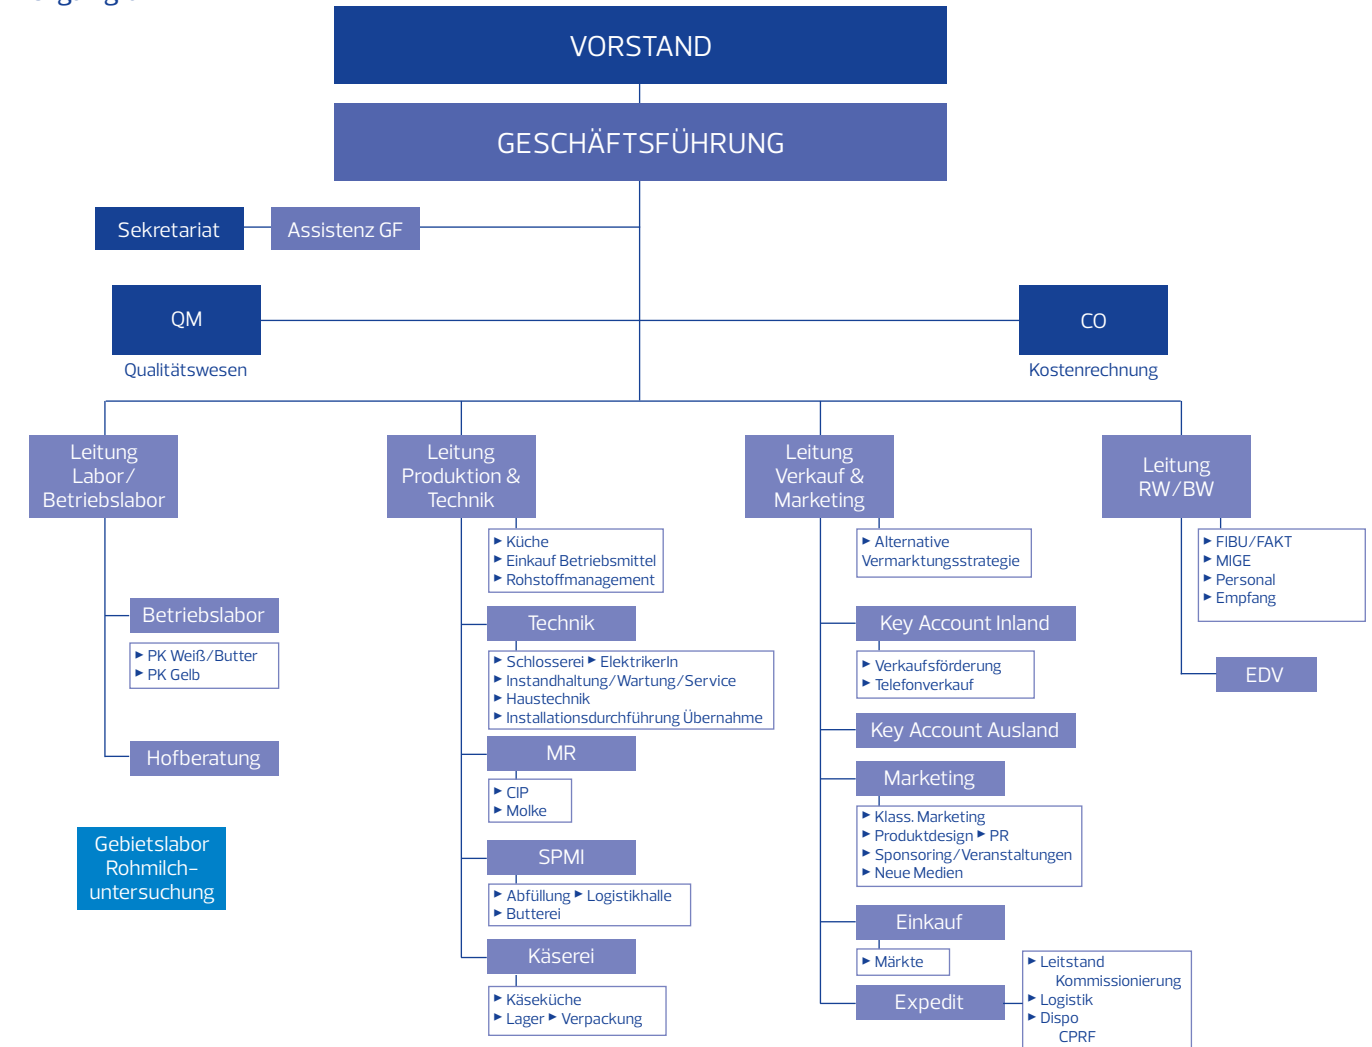 VORSTAND
GESCHÄFTSFÜHRUNG
Sekretariat
Assistenz GF
QM
Qualitätswesen
CO
Kostenrechnung
Leitung
Labor/
Betriebslabor
Betriebslabor
► PK Weiß/Butter
► PK Gelb
Hofberatung
Gebietslabor
Rohmilch-
untersuchung
Leitung
Produktion &
Technik
► Küche
► Einkauf Betriebsmittel
► Rohstoffmanagement
Technik
► Schlosserei ► ElektrikerIn
► Instandhaltung/Wartung/Service
► Haustechnik
► Installationsdurchführung Übernahme
MR
► CIP
► Molke
SPMI
► Abfüllung ► Logistikhalle
► Butterei
Käserei
► Käseküche
► Lager ► Verpackung
Leitung
Verkauf &
Marketing
► Alternative
Vermarktungsstrategie
Key Account Inland
► Verkaufsförderung
► Telefonverkauf
Key Account Ausland
Marketing
► Klass. Marketing
► Produktdesign ► PR
► Sponsoring/Veranstaltungen
► Neue Medien
Einkauf
► Märkte
Expedit
► Leitstand
Kommissionierung
► Logistik
► Dispo
CPRF
Leitung
RW/BW
► FIBU/FAKT
► MIGE
► Personal
► Empfang
EDV